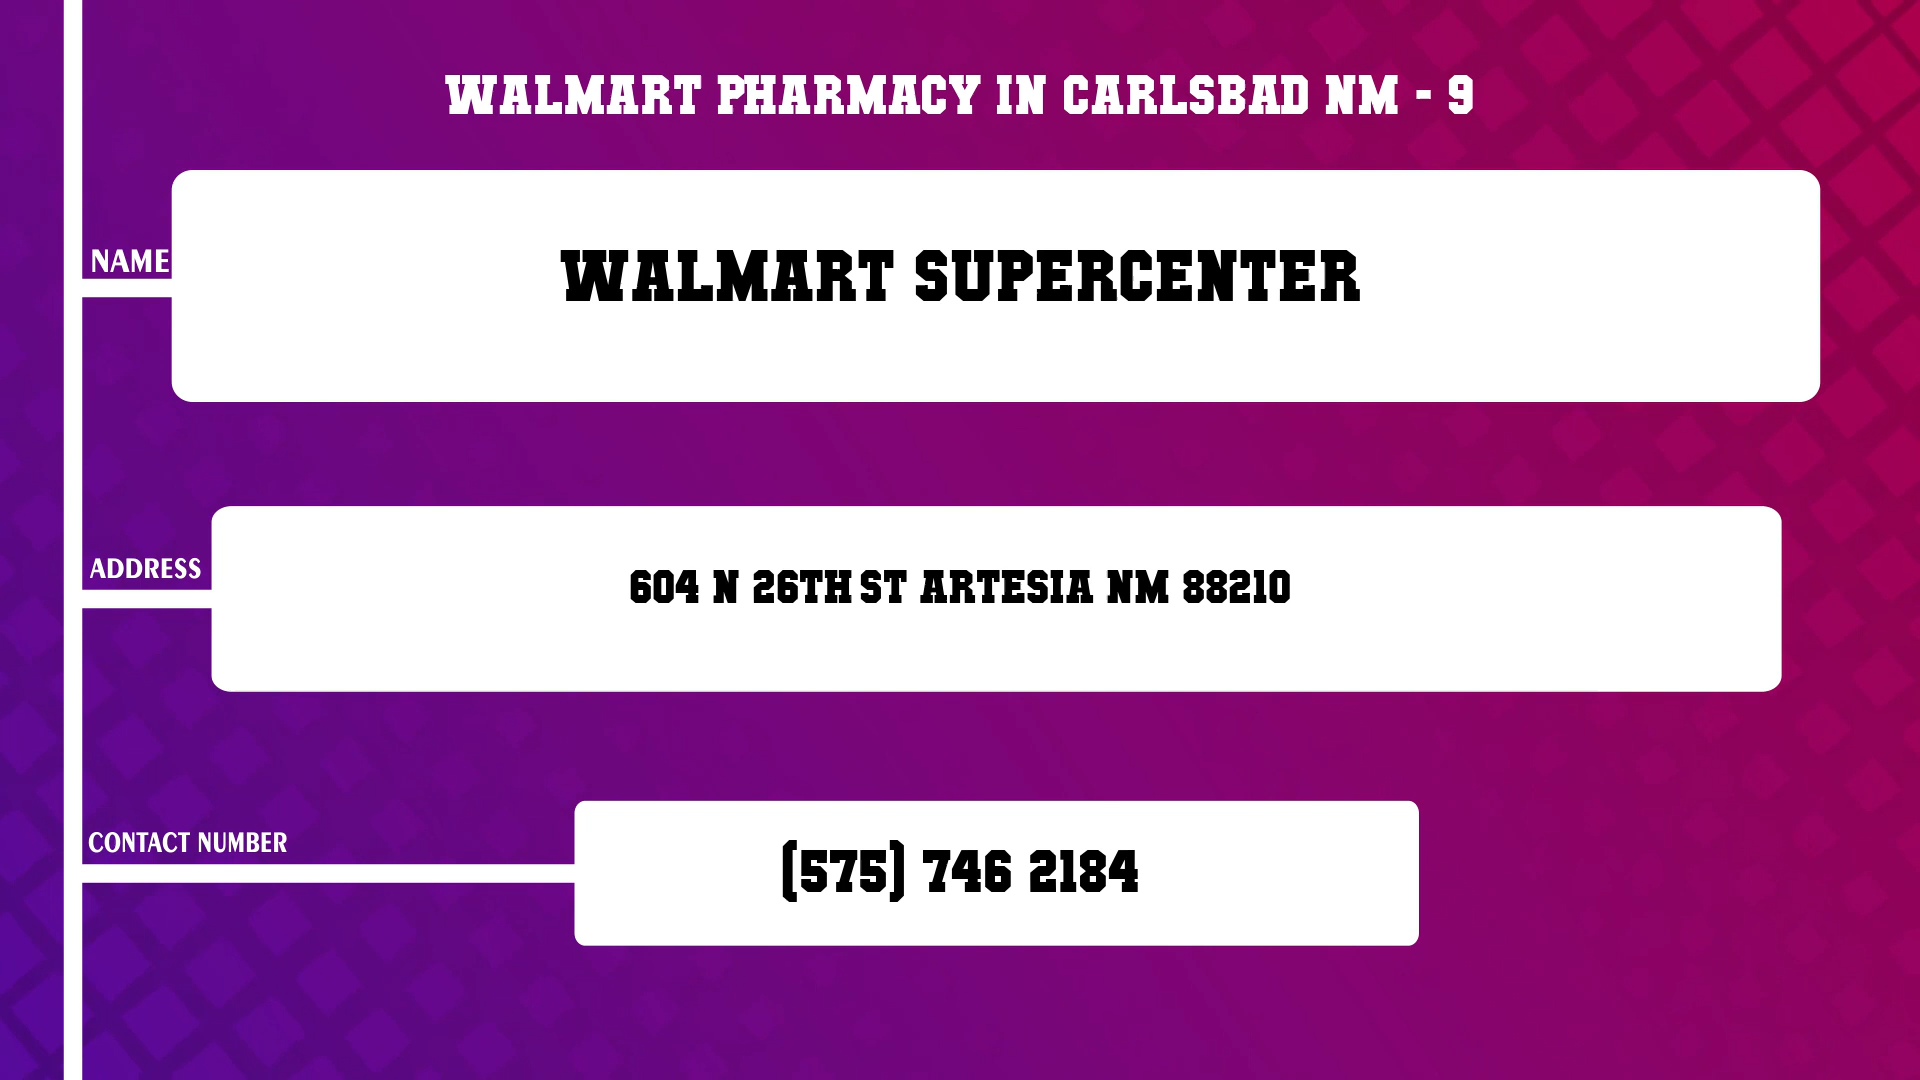 WALMART PHARMACY IN CARLSBAD NM - 9
NAME
WALMART SUPERCENTER
ADDRESS
604 N 26TH ST ARTESIA NM 88210
CONTACT NUMBER
(575) 746 2184